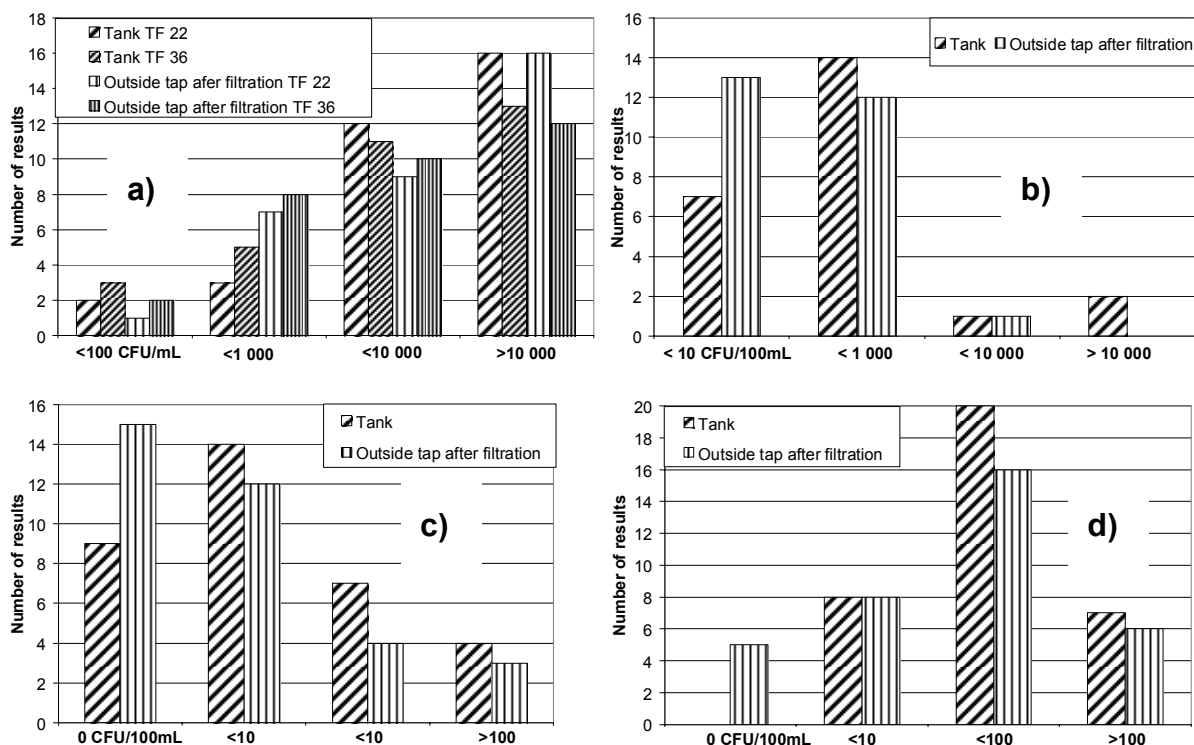 18
16
14
12
10
8
6
4
2
0
Number of results
Tank TF 22
Tank TF 36
Outside tap afer filtration TF 22
Outside tap after filtration TF 36
a)
<100 CFU/mL <1 000 <10 000 >10 000
16
14
12
10
8
6
4
2
0
Number of results
Tank Outside tap after filtration
b)
< 10 CFU/100mL < 1 000 < 10 000 > 10 000
16
14
12
10
8
6
4
2
0
Number of results
Tank
Outside tap after filtration
c)
0 CFU/100mL <10 <10 >100
20
18
16
14
12
10
8
6
4
2
0
Number of results
Tank
Outside tap after filtration
d)
0 CFU/100mL <10 <100 >100